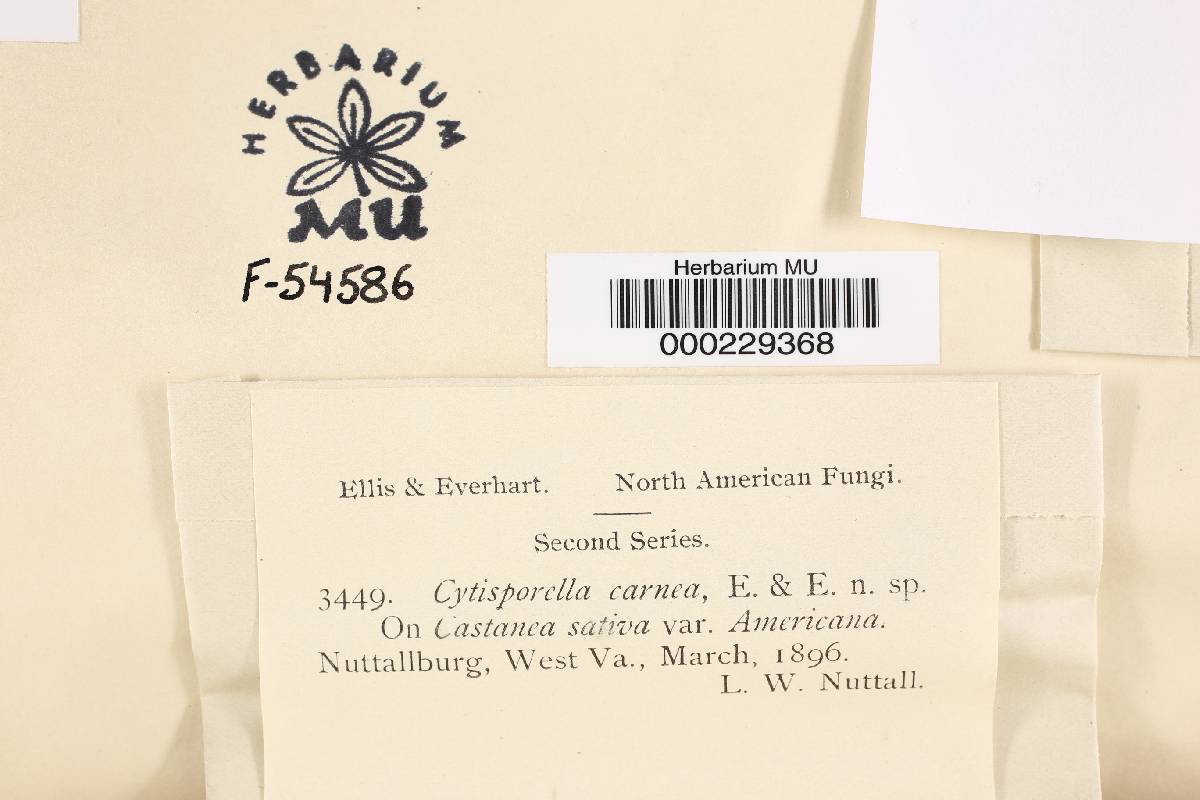 HERBARIUM
MU
F-54586
Herbarium MU
000229368
Ellis & Everhart. North American Fungi.
Second Series.
3449. Cytisporella carnea, E. & E. n. sp.
On Castanea sativa var. Americana.
Nuttallburg, West Va., March, 1896.
L. W. Nuttall.